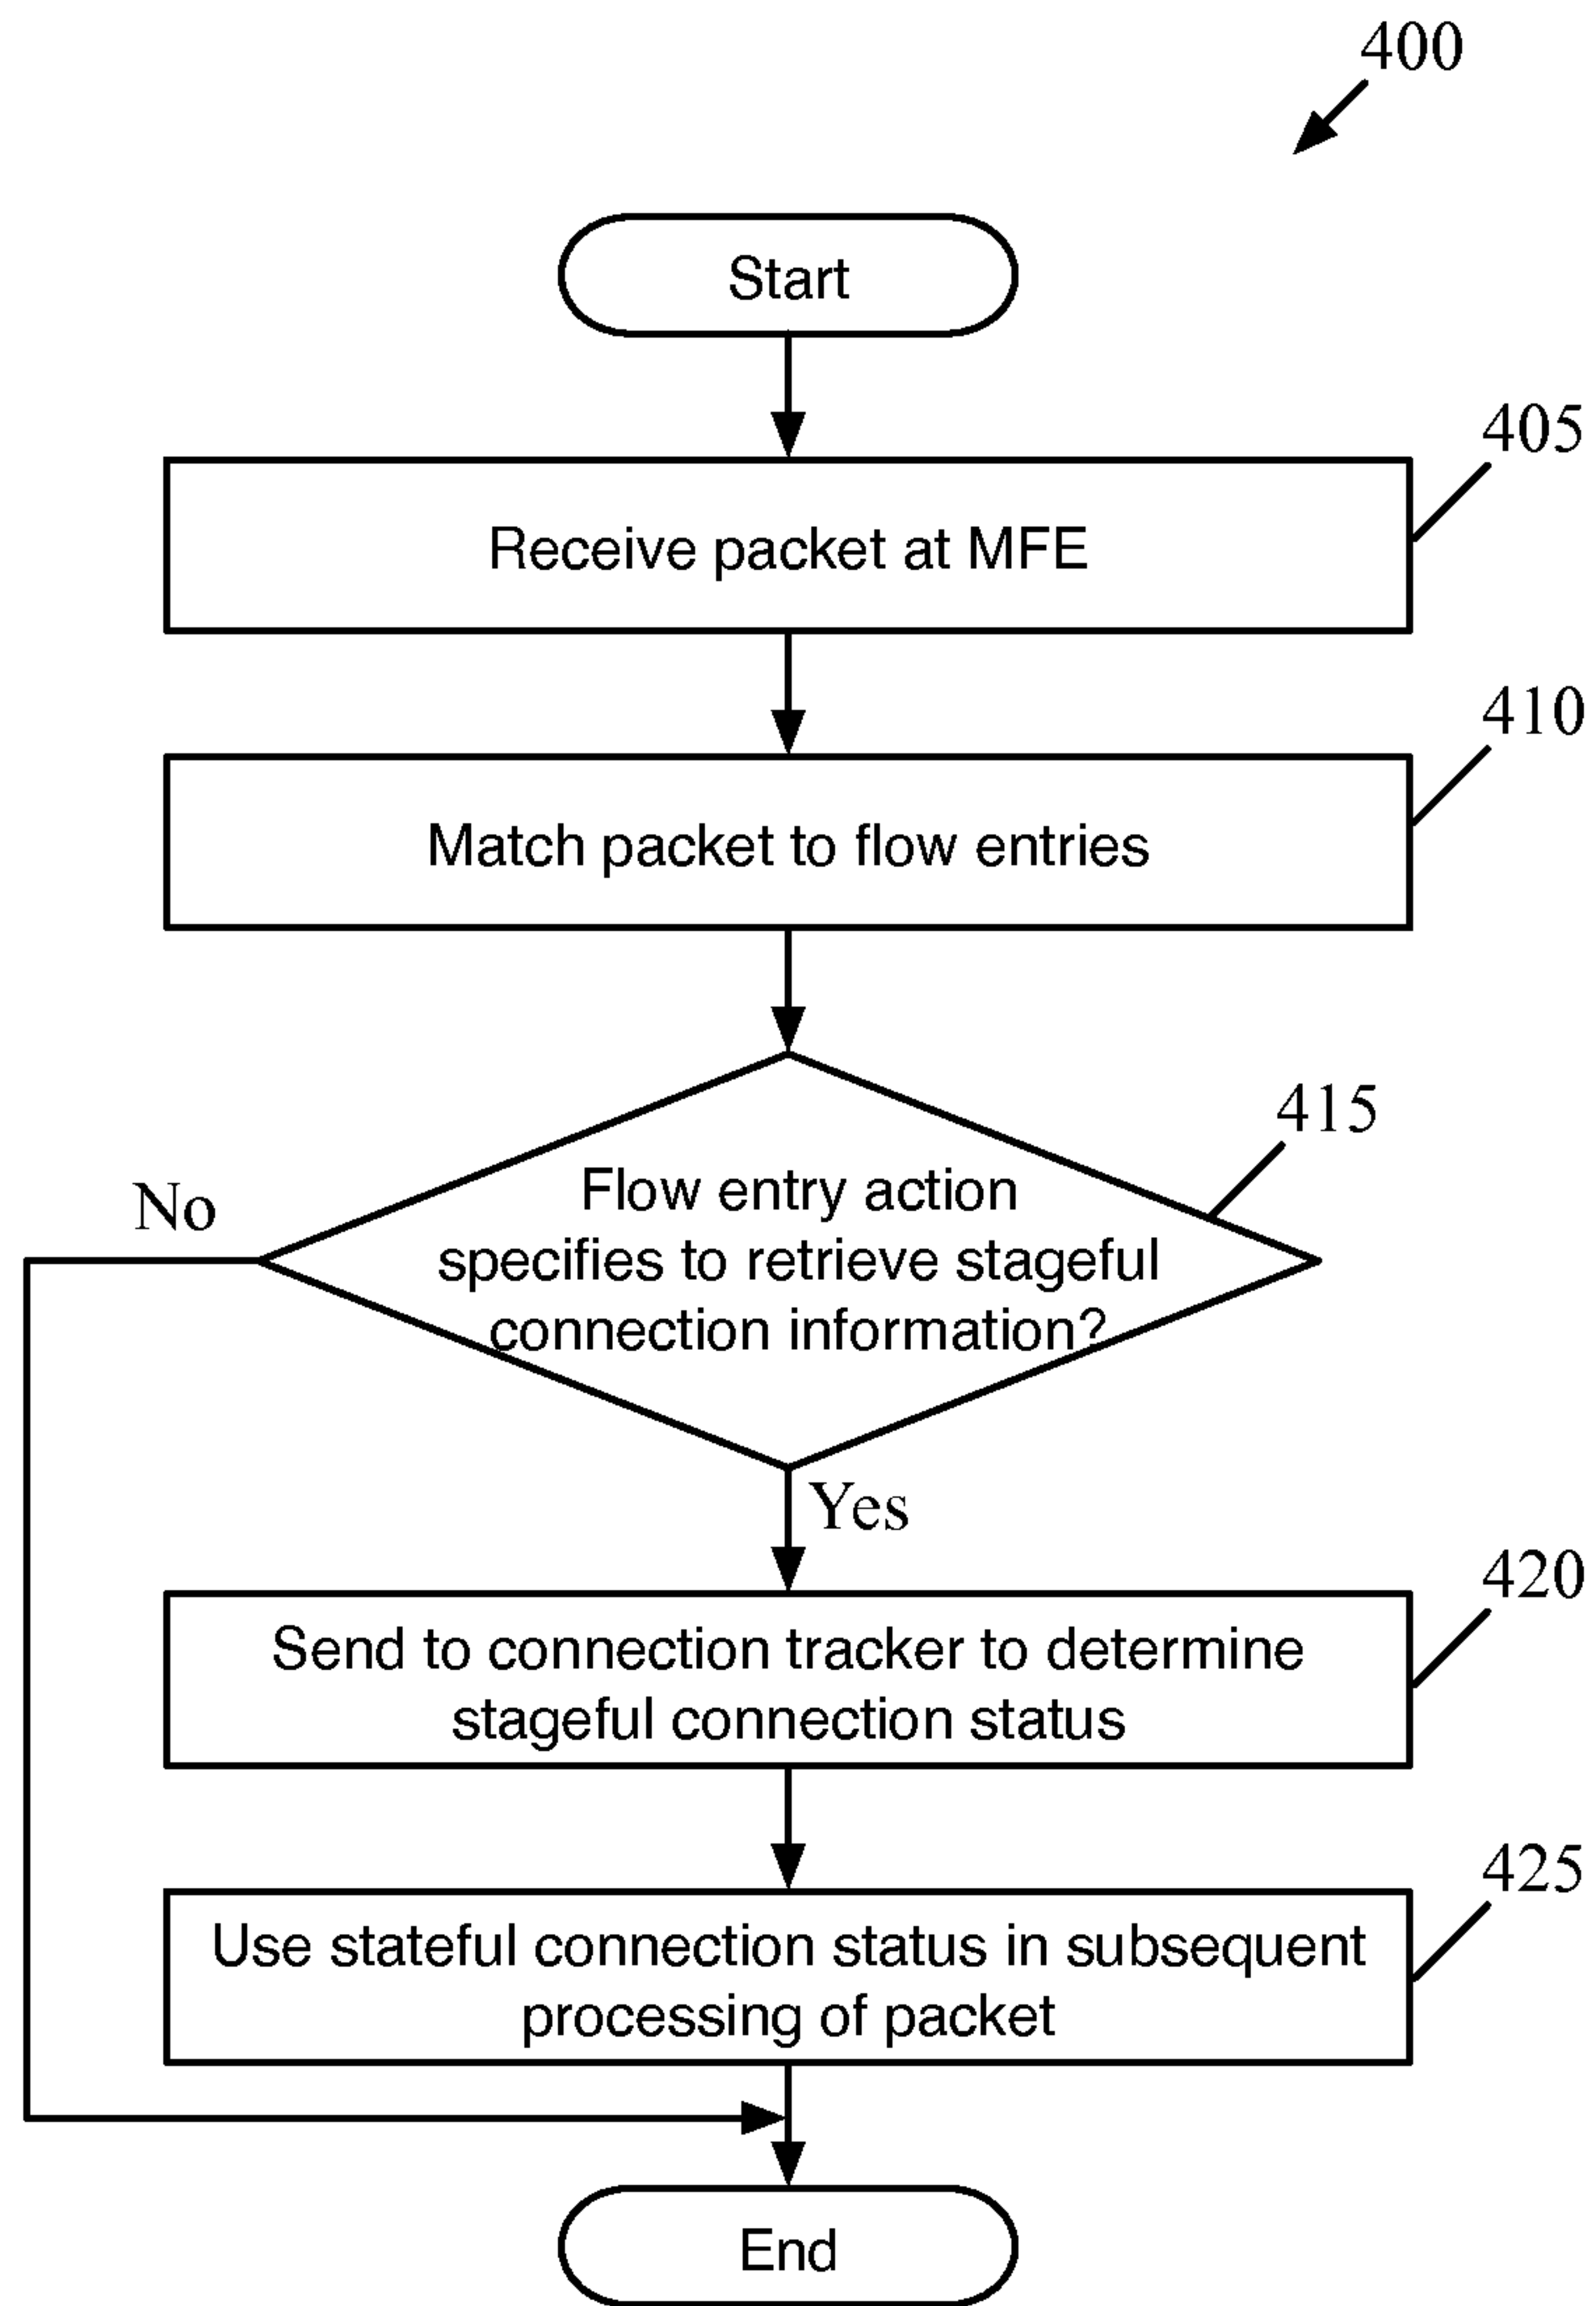 400
Start
405
Receive packet at MFE
410
Match packet to flow entries
415
Flow entry action
specifies to retrieve stageful
connection information?
No
Yes
420
Send to connection tracker to determine
stageful connection status
425
Use stateful connection status in subsequent
processing of packet
End